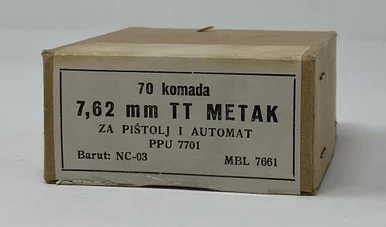 70 komada
7,62 mm TT METAK
ZA PIŠTOLJ I AUTOMAT
PPU 7701
Barut: NC-03 MBL 7661